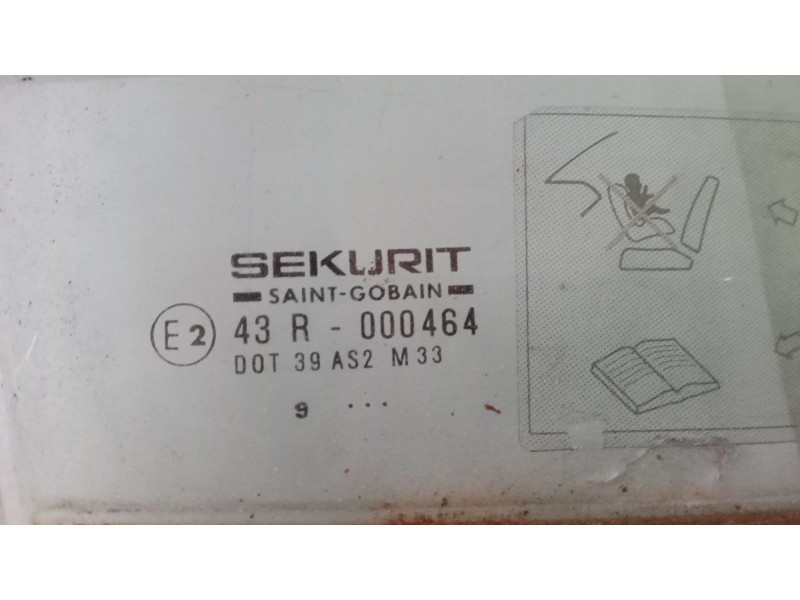 SEKURIT
SAINT-GOBAIN
E2 43 R - 000464
DOT 39 AS2 M33
9 ...